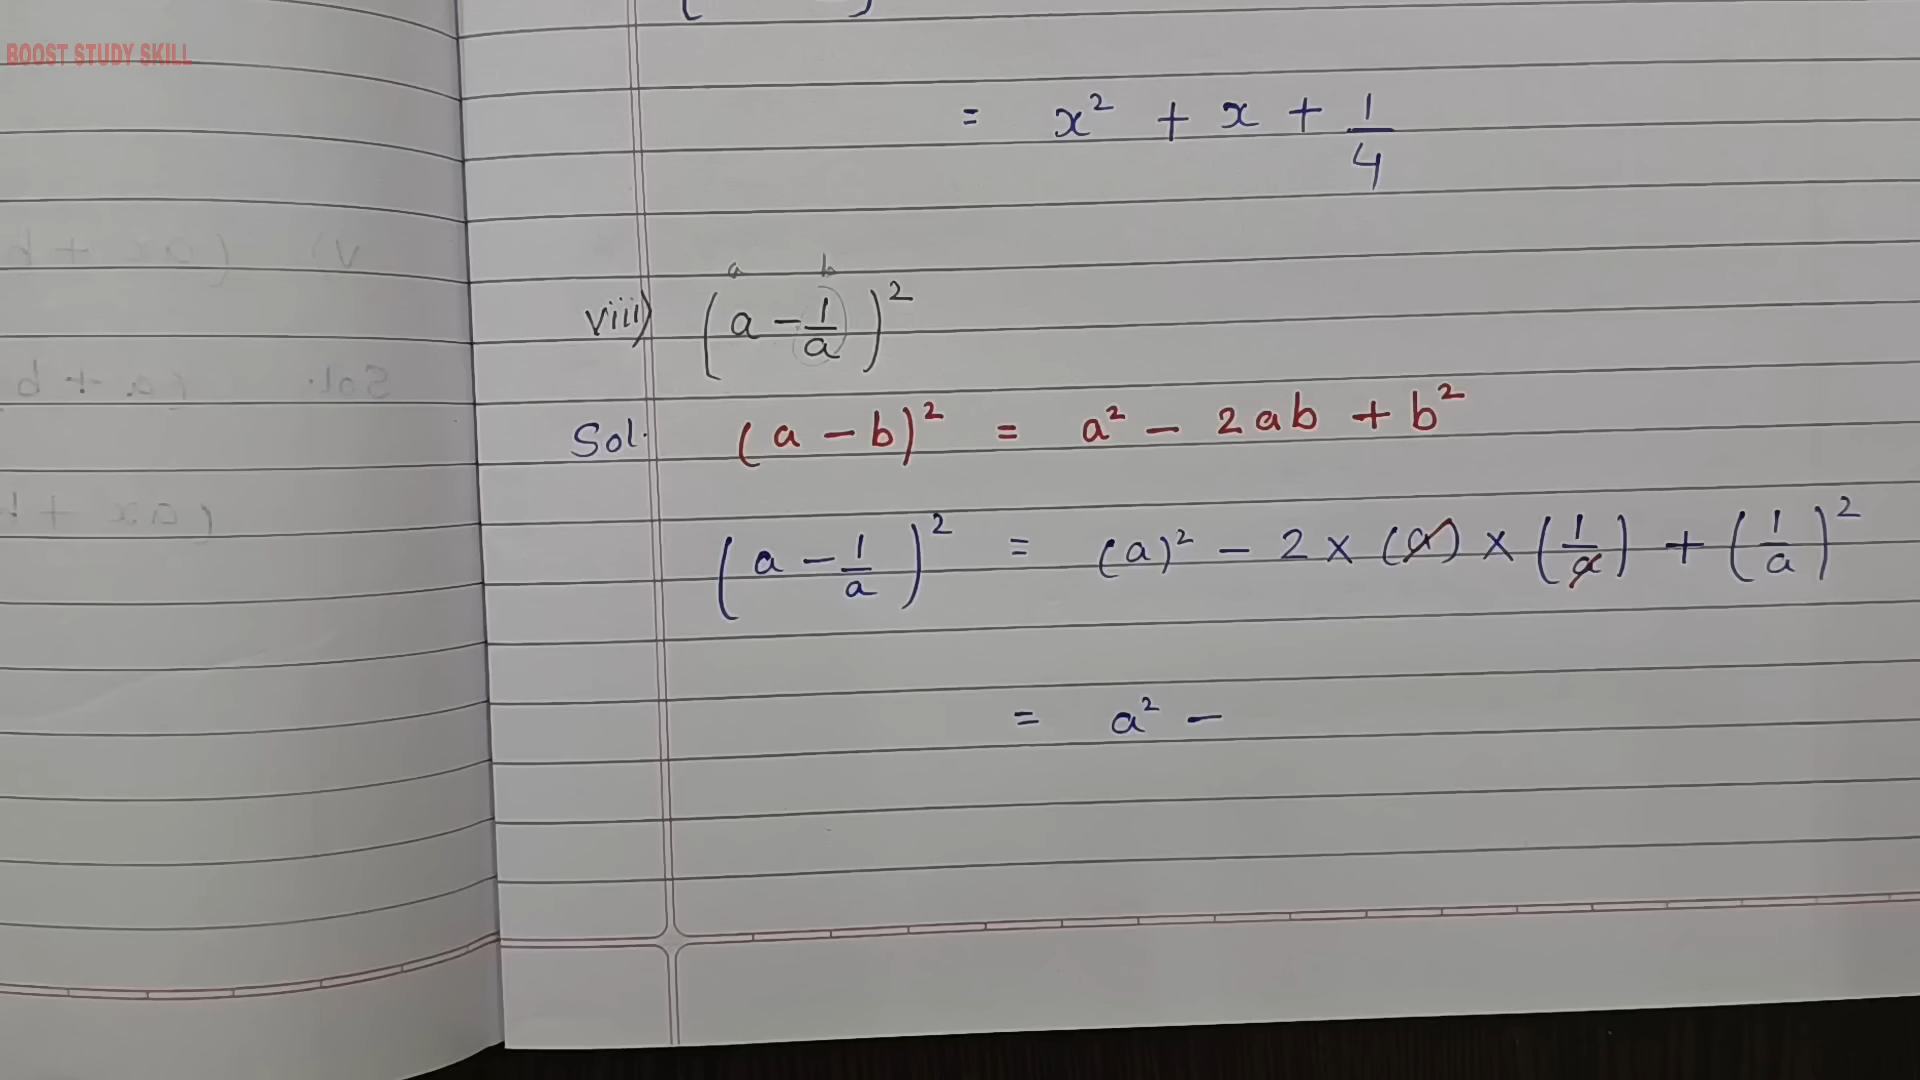 BOOST STUDY SKILL
= x² + x + 1/4
a b
viii) (a - 1/a)²
Sol. (a - b)² = a² - 2ab + b²
(a - 1/a)² = (a)² - 2 × (a) × (1/a) + (1/a)²
= a² -